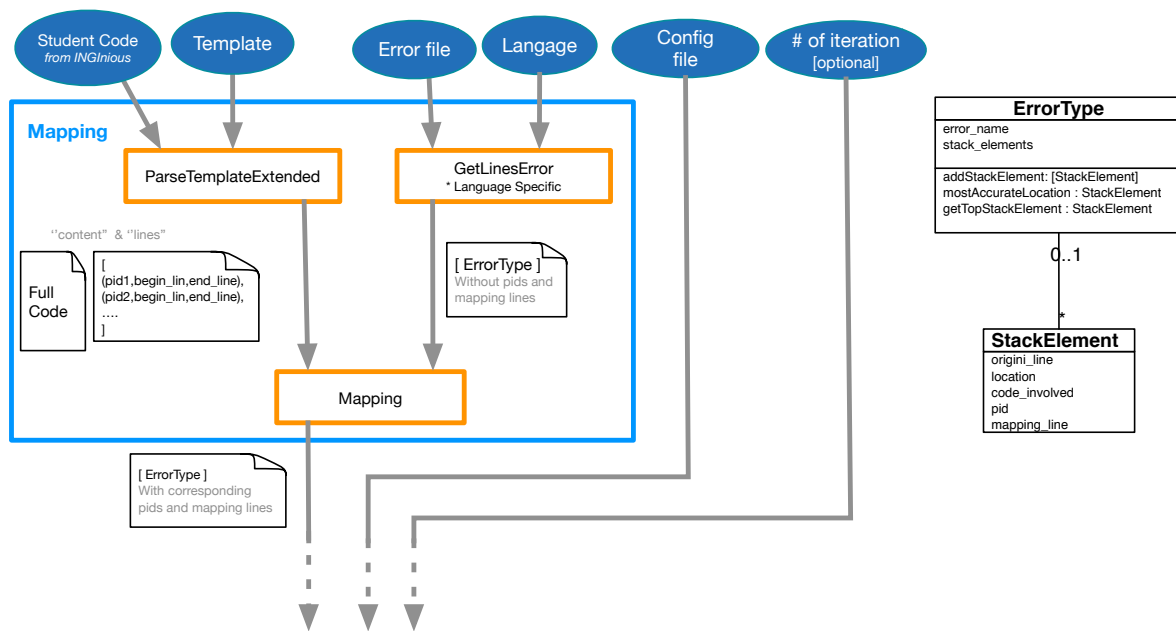 Student Code
from INGInious
Template
Error file
Langage
Config
file
# of iteration
[optional]
Mapping
ParseTemplateExtended
GetLinesError
* Language Specific
‘'content” & ‘'lines”
Full
Code
[
(pid1,begin_lin,end_line),
(pid2,begin_lin,end_line),
....
]
[ ErrorType ]
Without pids and
mapping lines
Mapping
[ ErrorType ]
With corresponding
pids and mapping lines
ErrorType
error_name
stack_elements
addStackElement: [StackElement]
mostAccurateLocation : StackElement
getTopStackElement : StackElement
0..1
*
StackElement
origini_line
location
code_involved
pid
mapping_line